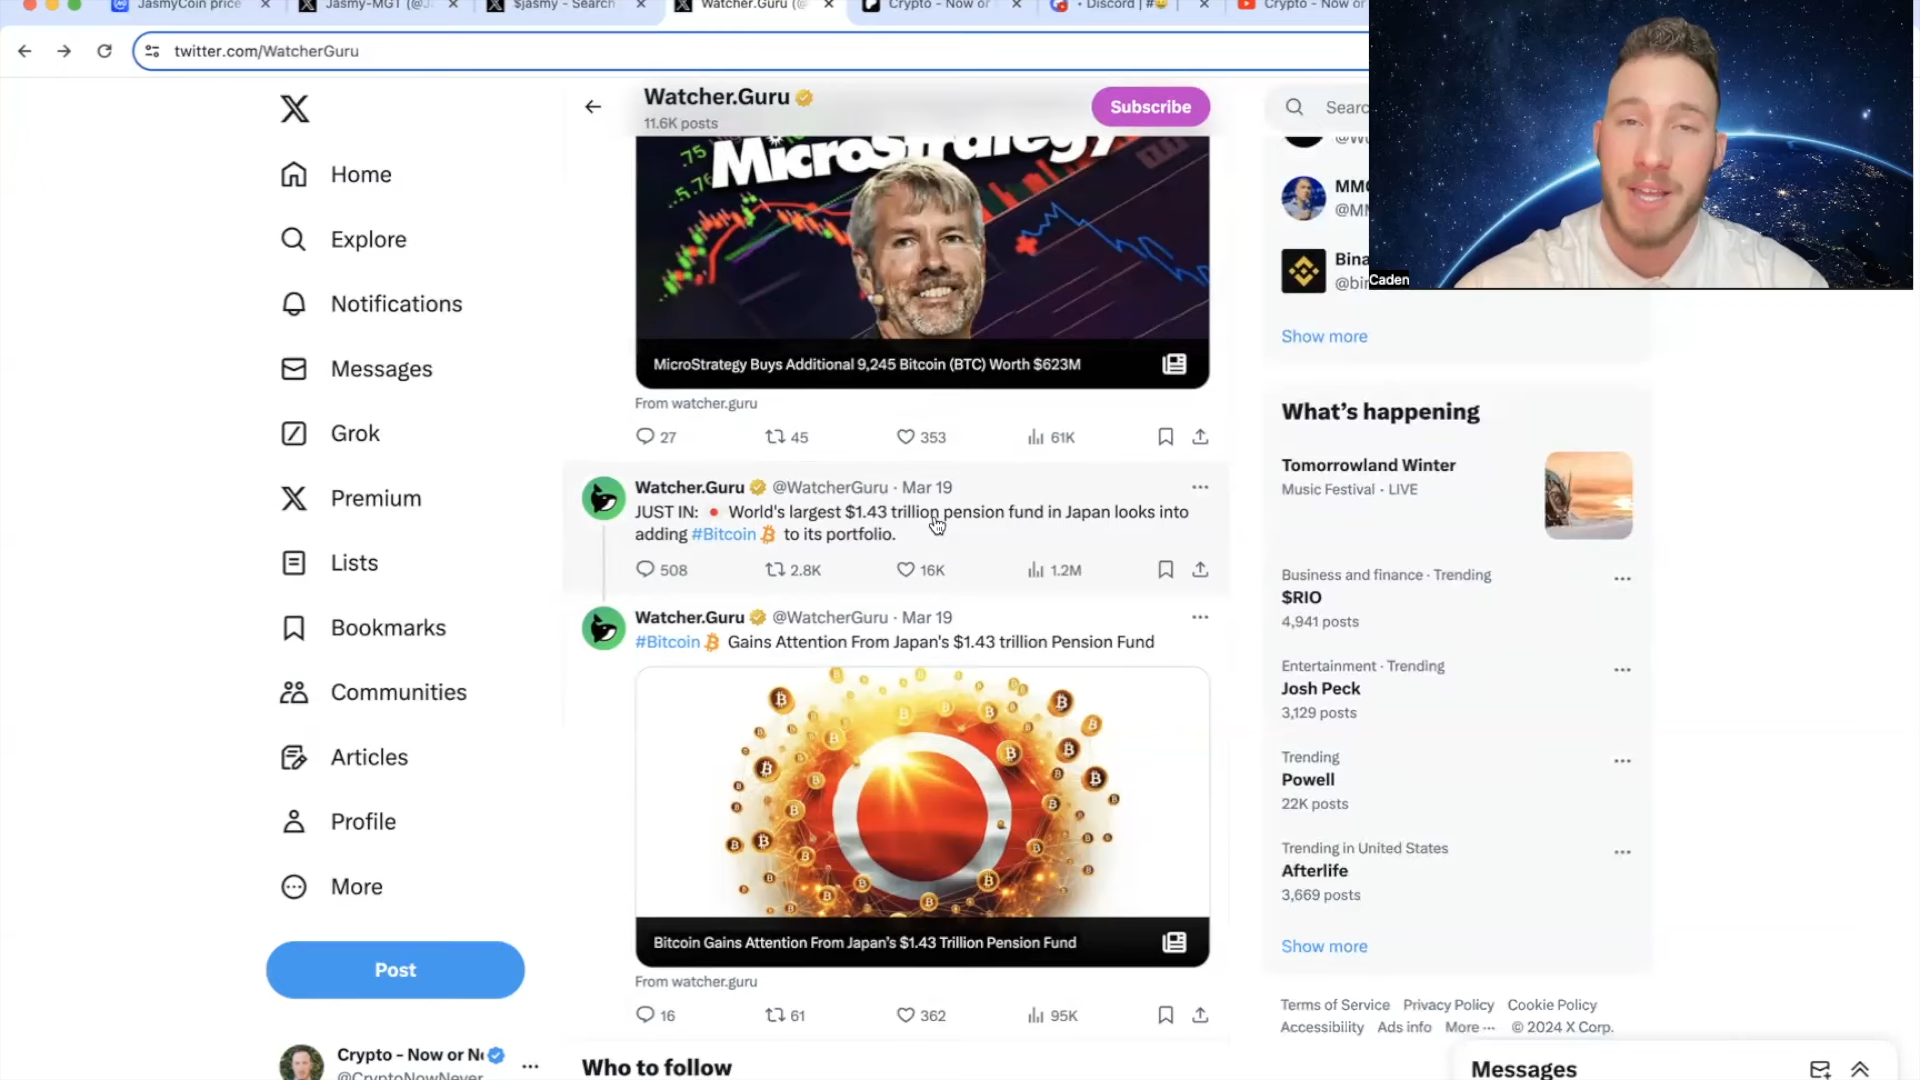 JasmyCoin price
Jasmy-MGT (@J
$jasmy - Search
Watcher.Guru (@
Crypto - Now or
• Discord | #
Crypto - Now or
twitter.com/WatcherGuru
Home
Explore
Notifications
Messages
Grok
Premium
Lists
Bookmarks
Communities
Articles
Profile
More
Post
Crypto - Now or N
@CryptoNowNever
Watcher.Guru
11.6K posts
Subscribe
.75
5.76
MicroStrategy
MicroStrategy Buys Additional 9,245 Bitcoin (BTC) Worth $623M
From watcher.guru
27 45 353 61K
Watcher.Guru @WatcherGuru · Mar 19
JUST IN: World's largest $1.43 trillion pension fund in Japan looks into
adding #Bitcoin to its portfolio.
508 2.8K 16K 1.2M
Watcher.Guru @WatcherGuru · Mar 19
#Bitcoin Gains Attention From Japan's $1.43 trillion Pension Fund
Bitcoin Gains Attention From Japan's $1.43 Trillion Pension Fund
From watcher.guru
16 61 362 95K
Who to follow
Searc
MMC
@MM
Bina
@bin
Caden
Show more
What's happening
Tomorrowland Winter
Music Festival · LIVE
Business and finance · Trending
$RIO
4,941 posts
Entertainment · Trending
Josh Peck
3,129 posts
Trending
Powell
22K posts
Trending in United States
Afterlife
3,669 posts
Show more
Terms of Service Privacy Policy Cookie Policy
Accessibility Ads info More ··· © 2024 X Corp.
Messages